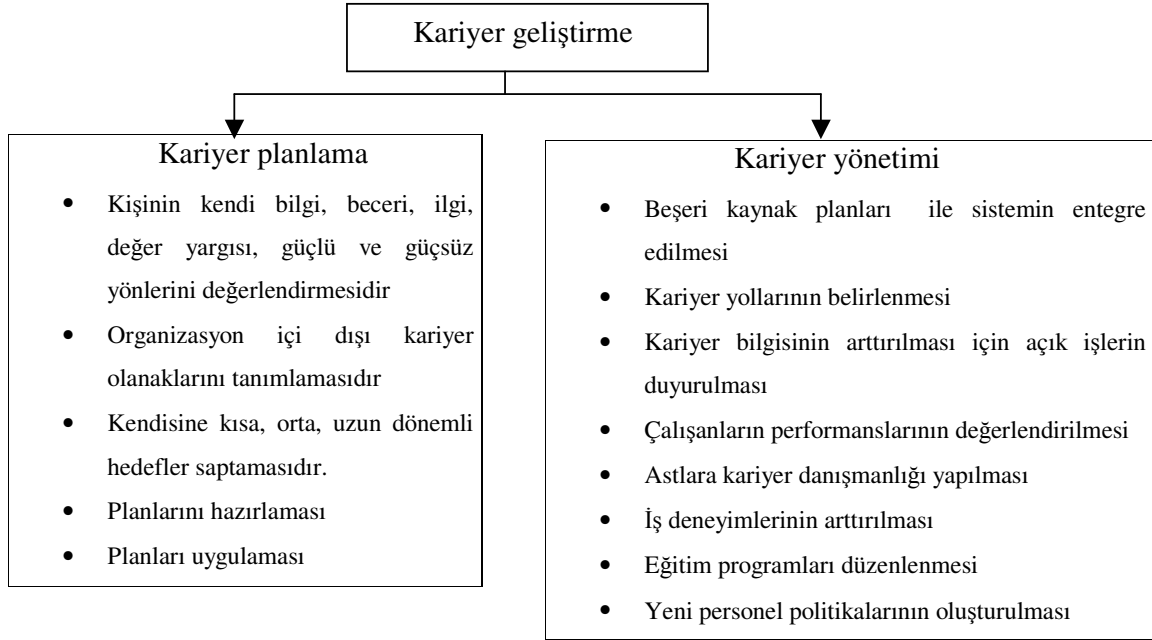 Kariyer geliştirme
Kariyer planlama
• Kişinin kendi bilgi, beceri, ilgi,
değer yargısı, güçlü ve güçsüz
yönlerini değerlendirmesidir
• Organizasyon içi dışı kariyer
olanaklarını tanımlamasıdır
• Kendisine kısa, orta, uzun dönemli
hedefler saptamasıdır.
• Planlarını hazırlaması
• Planları uygulaması
Kariyer yönetimi
• Beşeri kaynak planları ile sistemin entegre
edilmesi
• Kariyer yollarının belirlenmesi
• Kariyer bilgisinin arttırılması için açık işlerin
duyurulması
• Çalışanların performanslarının değerlendirilmesi
• Astlara kariyer danışmanlığı yapılması
• İş deneyimlerinin arttırılması
• Eğitim programları düzenlenmesi
• Yeni personel politikalarının oluşturulması